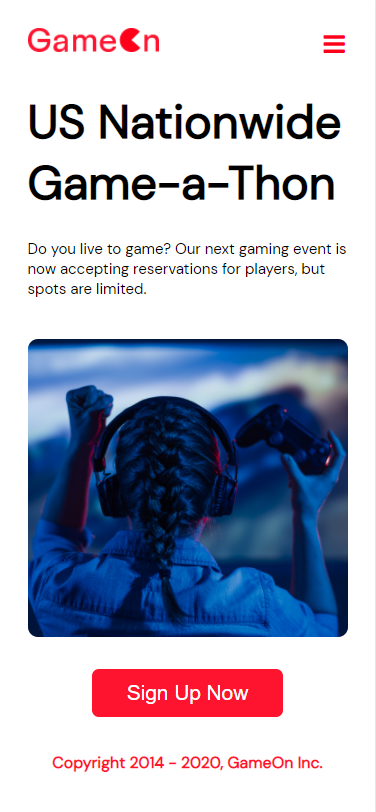 GameOn
US Nationwide
Game-a-Thon
Do you live to game? Our next gaming event is
now accepting reservations for players, but
spots are limited.
Sign Up Now
Copyright 2014 - 2020, GameOn Inc.